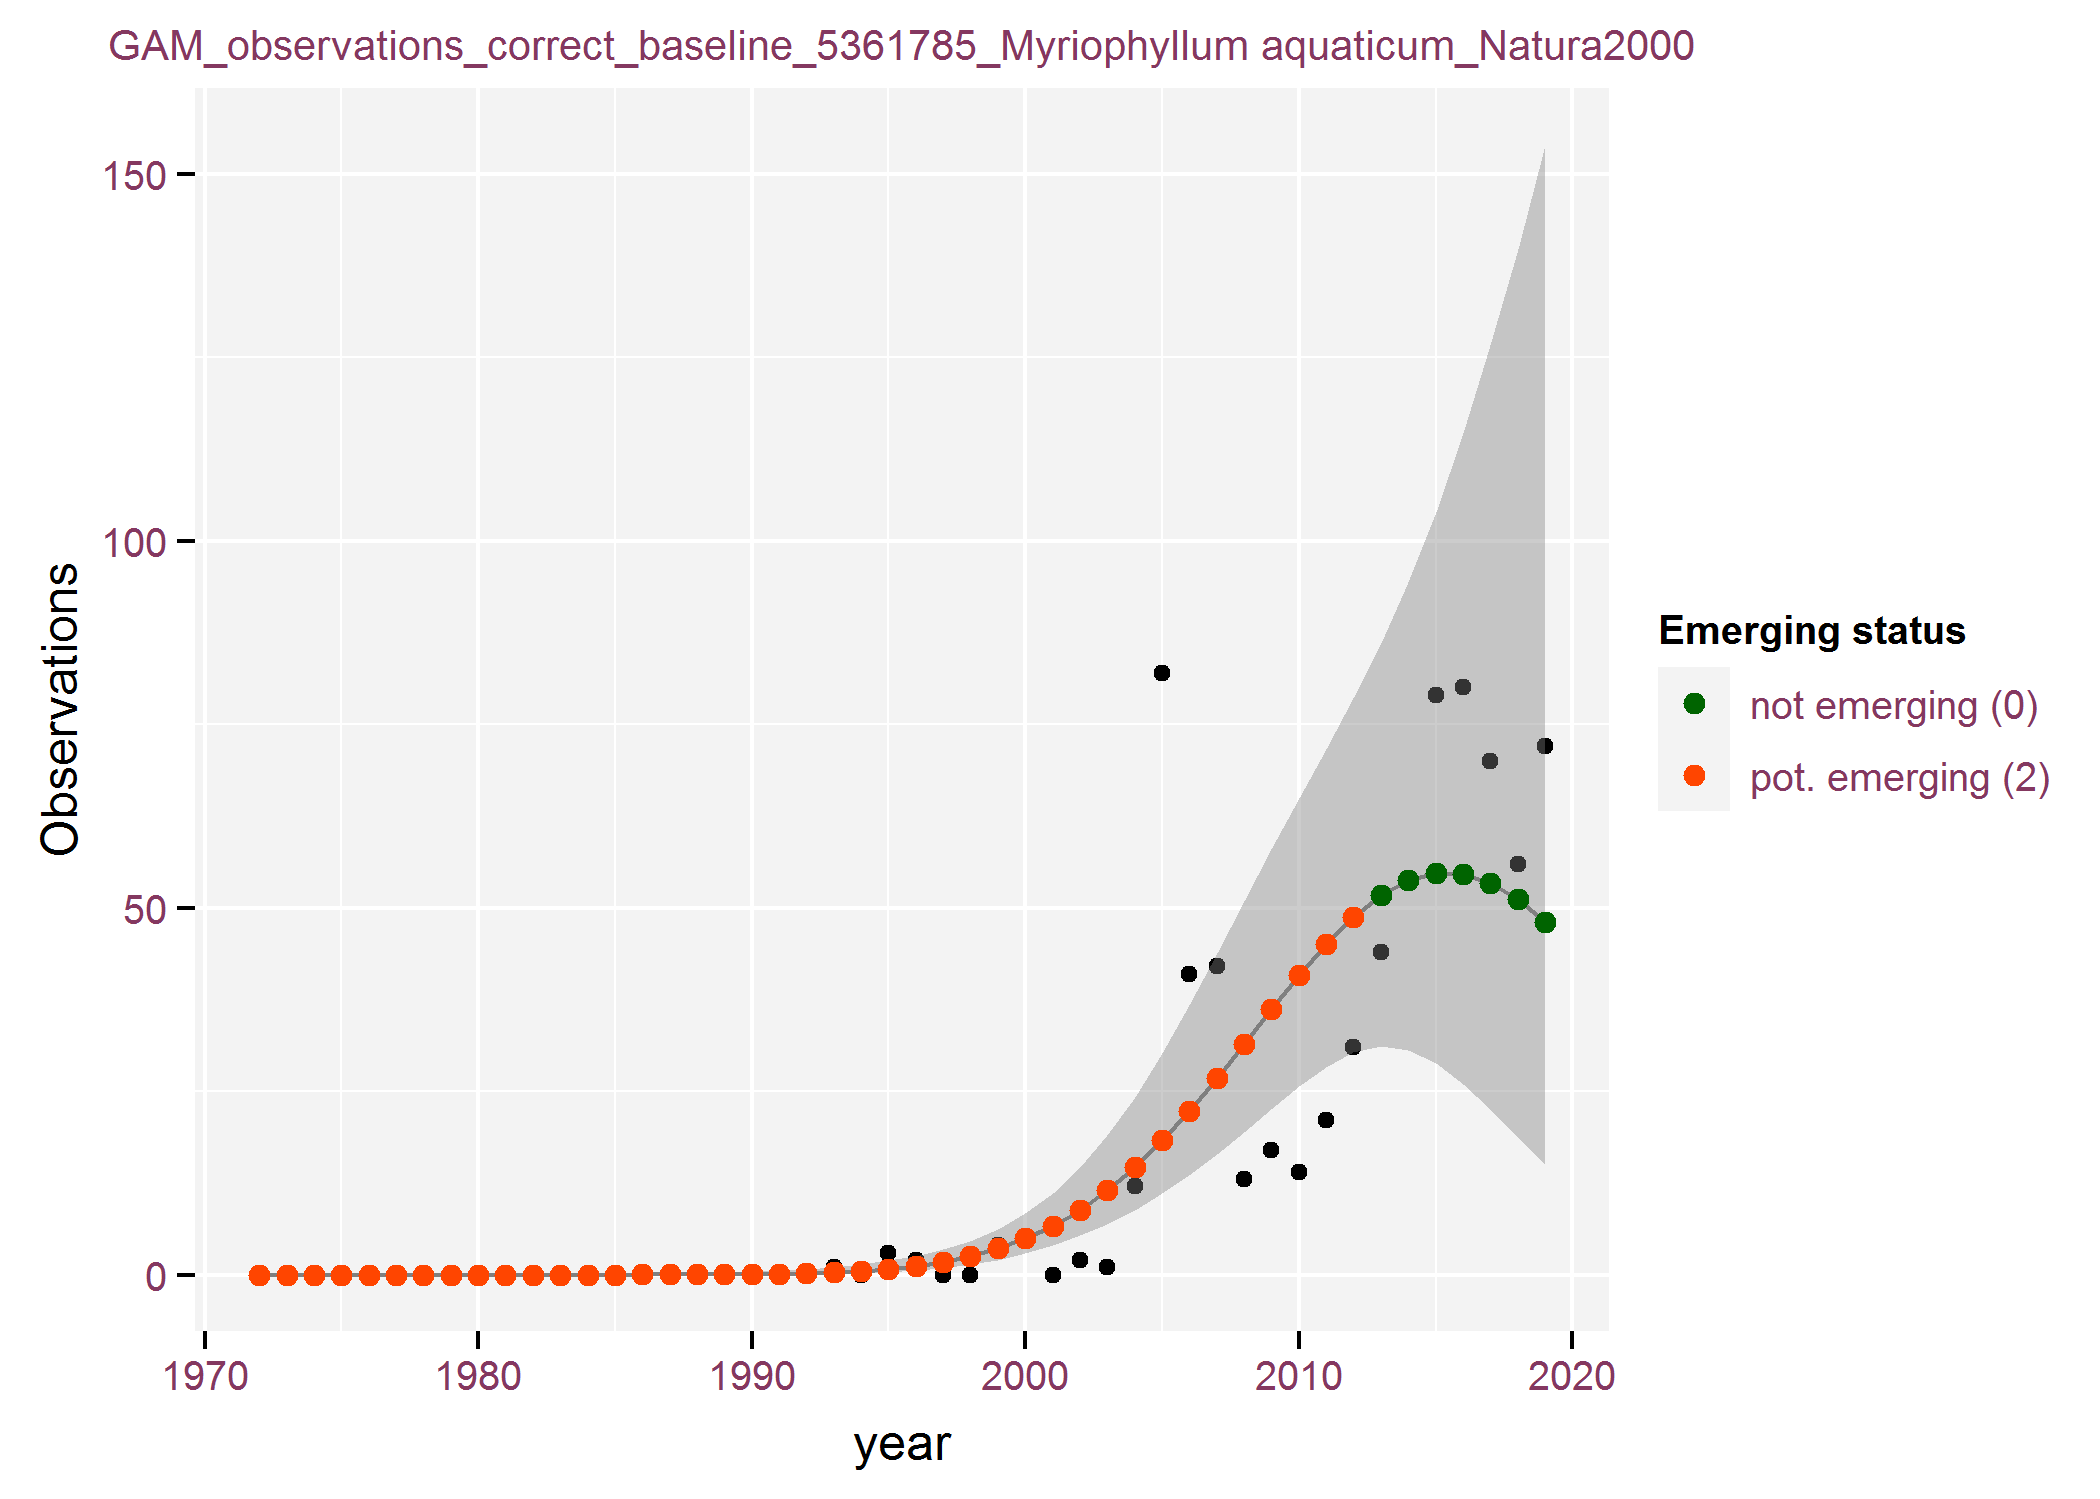 GAM_observations_correct_baseline_5361785_Myriophyllum aquaticum_Natura2000
150
100
50
0
Observations
1970 1980 1990 2000 2010 2020
year
Emerging status
not emerging (0)
pot. emerging (2)